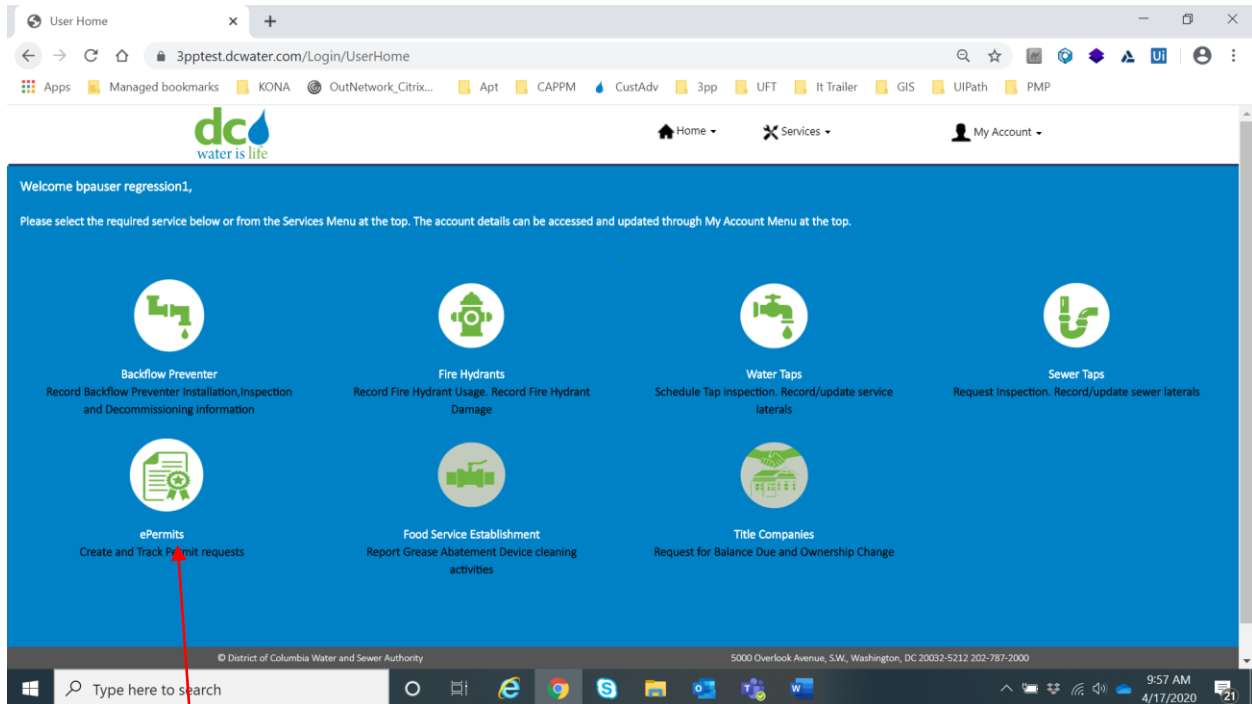 User Home
3pptest.dcwater.com/Login/UserHome
Apps Managed bookmarks KONA OutNetwork_Citrix... Apt CAPPM CustAdv 3pp UFT It Trailer GIS UIPath PMP
dc
water is life
Home Services My Account
Welcome bpauser regression1,
Please select the required service below or from the Services Menu at the top. The account details can be accessed and updated through My Account Menu at the top.
Backflow Preventer
Record Backflow Preventer Installation,Inspection
and Decommissioning information
Fire Hydrants
Record Fire Hydrant Usage. Record Fire Hydrant
Damage
Water Taps
Schedule Tap inspection. Record/update service
laterals
Sewer Taps
Request inspection. Record/update sewer laterals
ePermits
Create and Track Permit requests
Food Service Establishment
Report Grease Abatement Device cleaning
activities
Title Companies
Request for Balance Due and Ownership Change
© District of Columbia Water and Sewer Authority
5000 Overlook Avenue, S.W., Washington, DC 20032-5212 202-787-2000
Type here to search
9:57 AM
4/17/2020
21